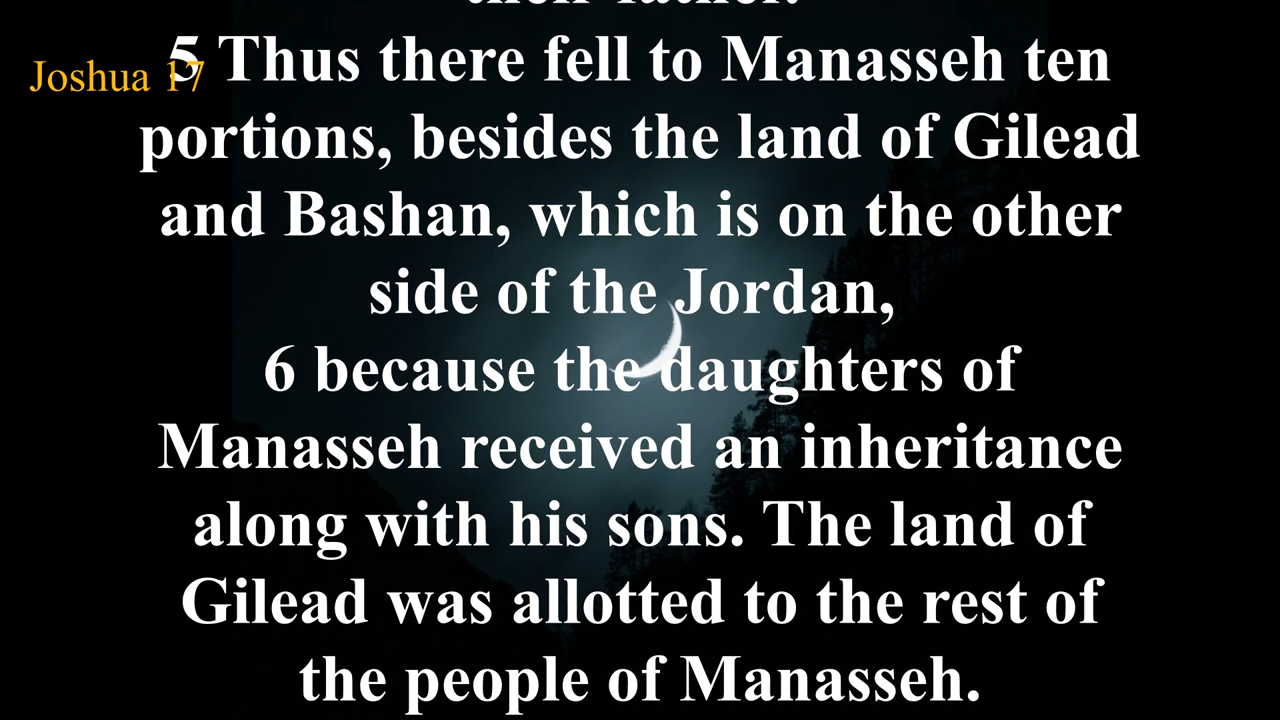 their father.
Joshua 17
5 Thus there fell to Manasseh ten
portions, besides the land of Gilead
and Bashan, which is on the other
side of the Jordan,
6 because the daughters of
Manasseh received an inheritance
along with his sons. The land of
Gilead was allotted to the rest of
the people of Manasseh.